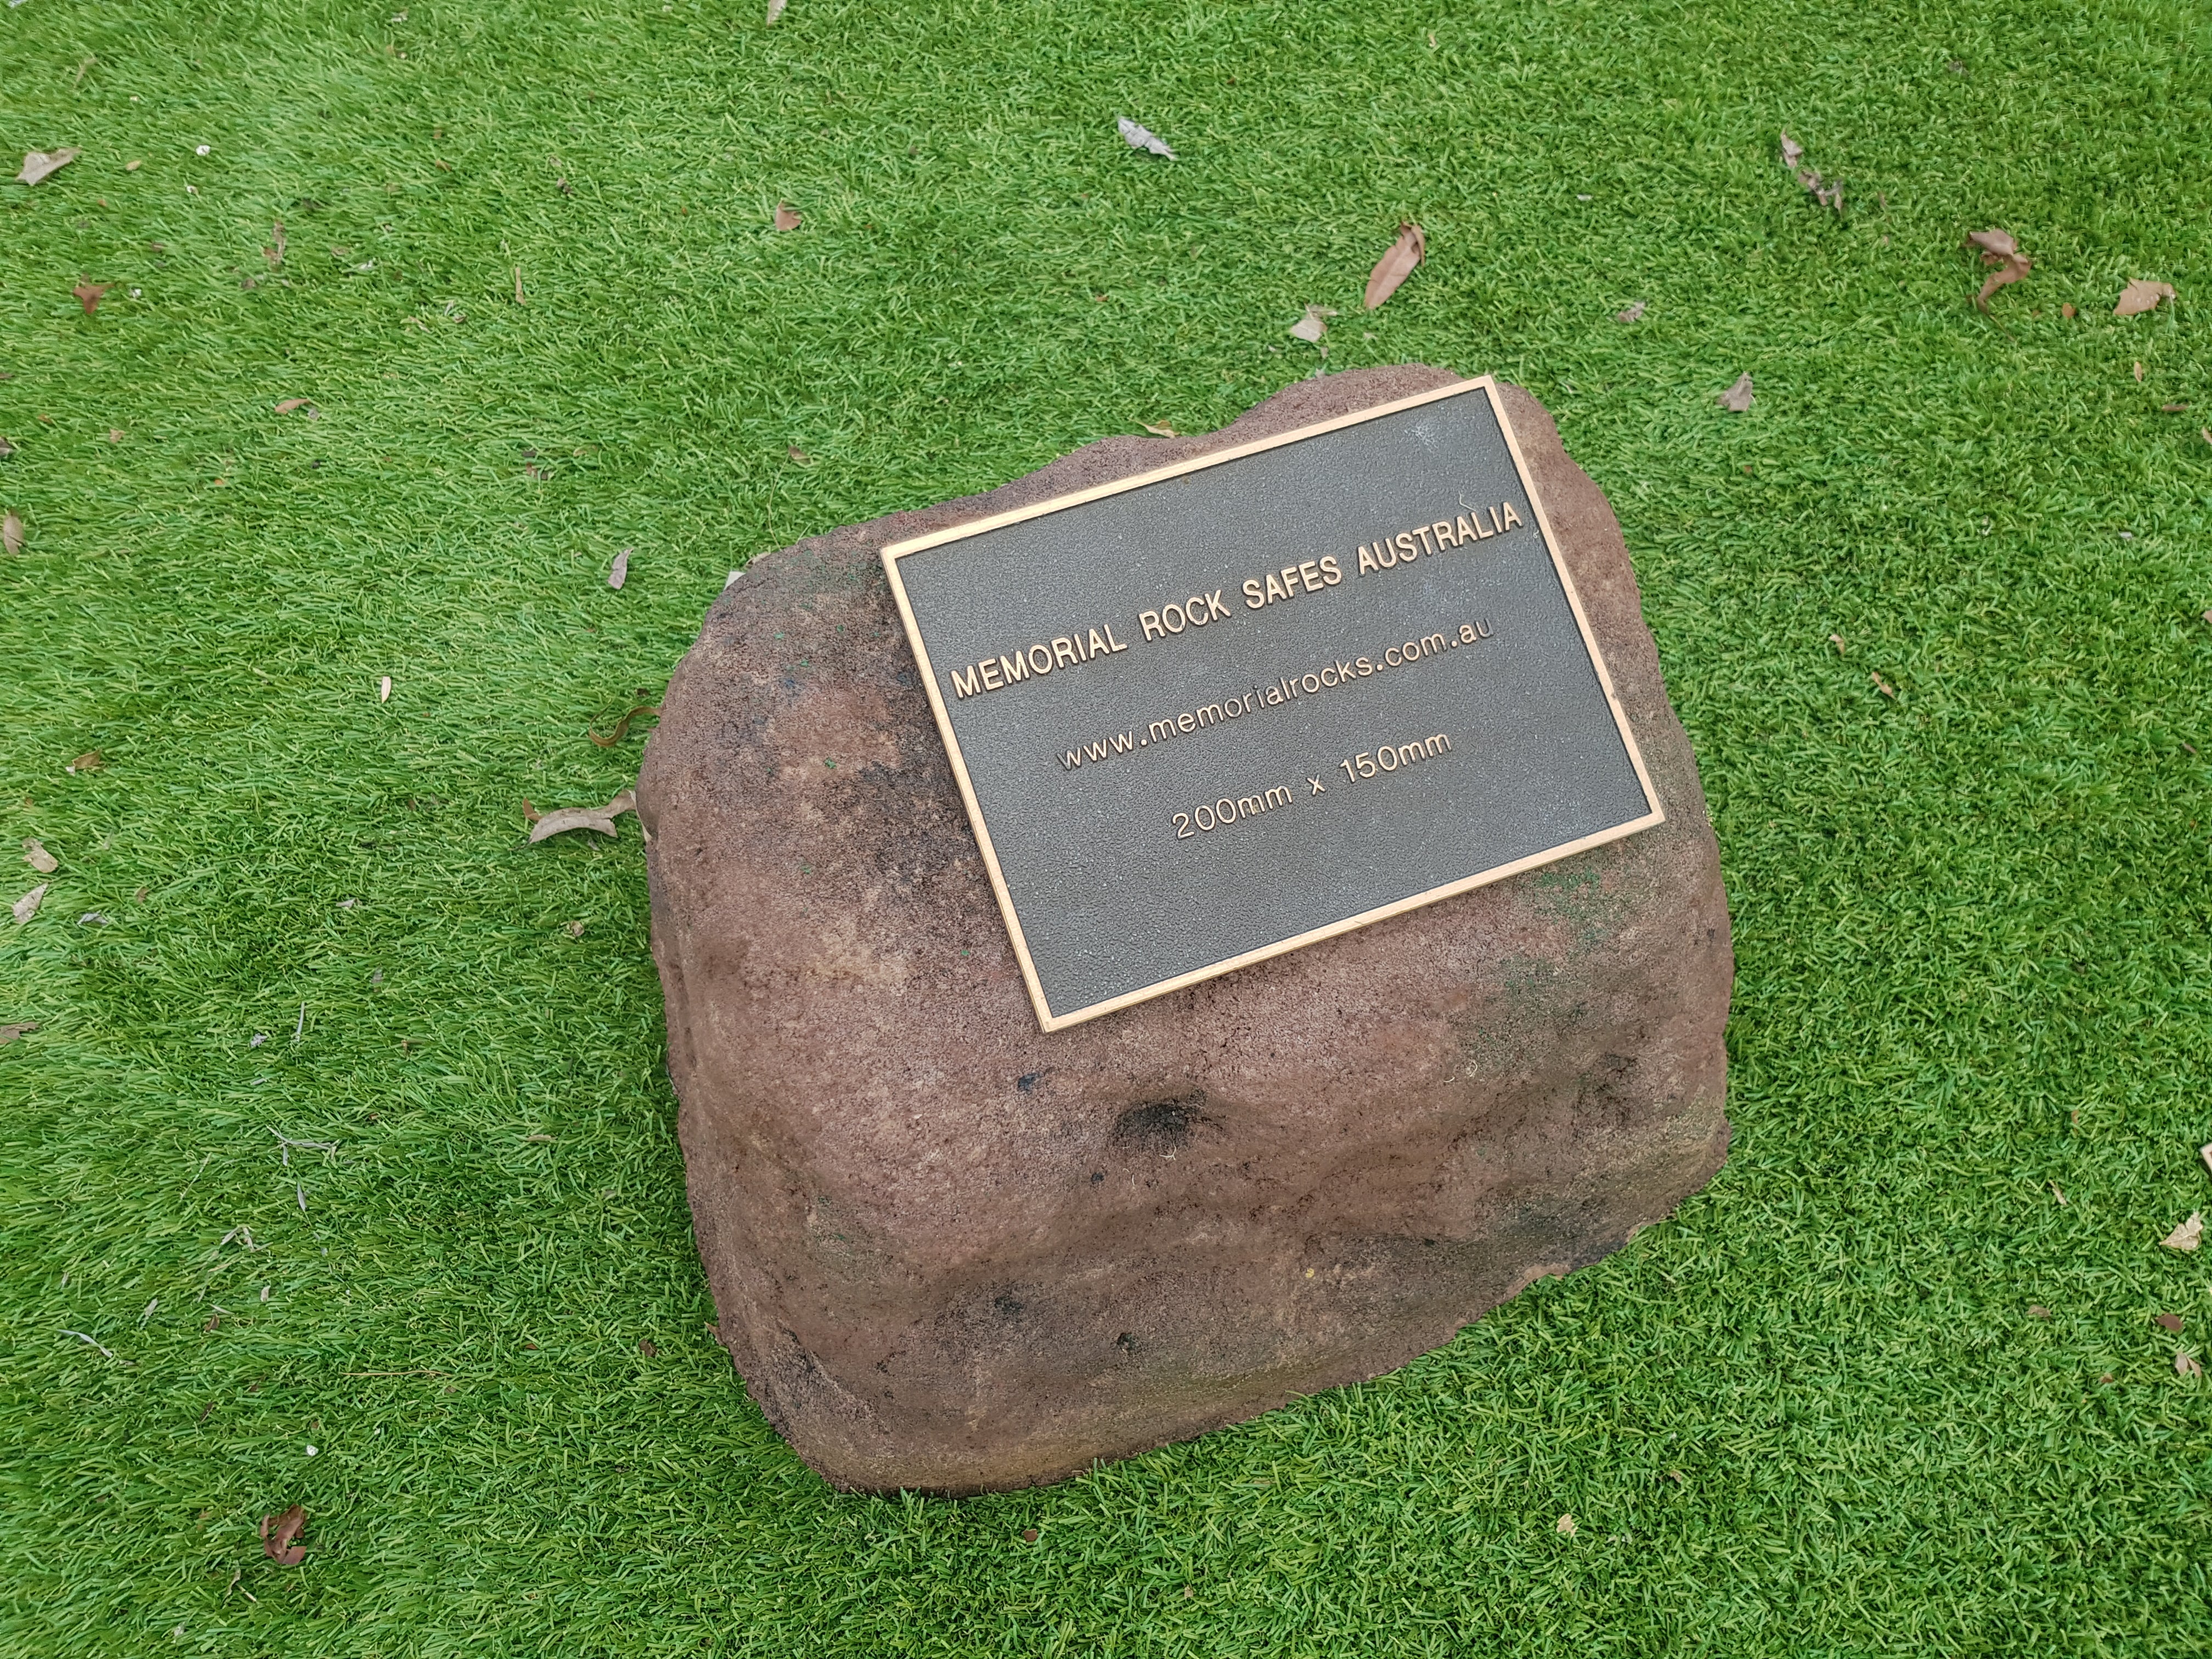 MEMORIAL ROCK SAFES AUSTRALIA
www.memorialrocks.com.au
200mm x 150mm